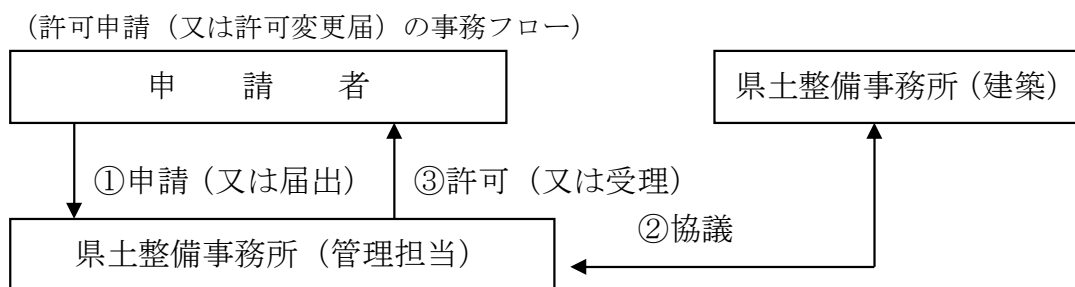 （許可申請（又は許可変更届）の事務フロー）
申　請　者
県土整備事務所（建築）
①申請（又は届出）
③許可（又は受理）
②協議
県土整備事務所（管理担当）